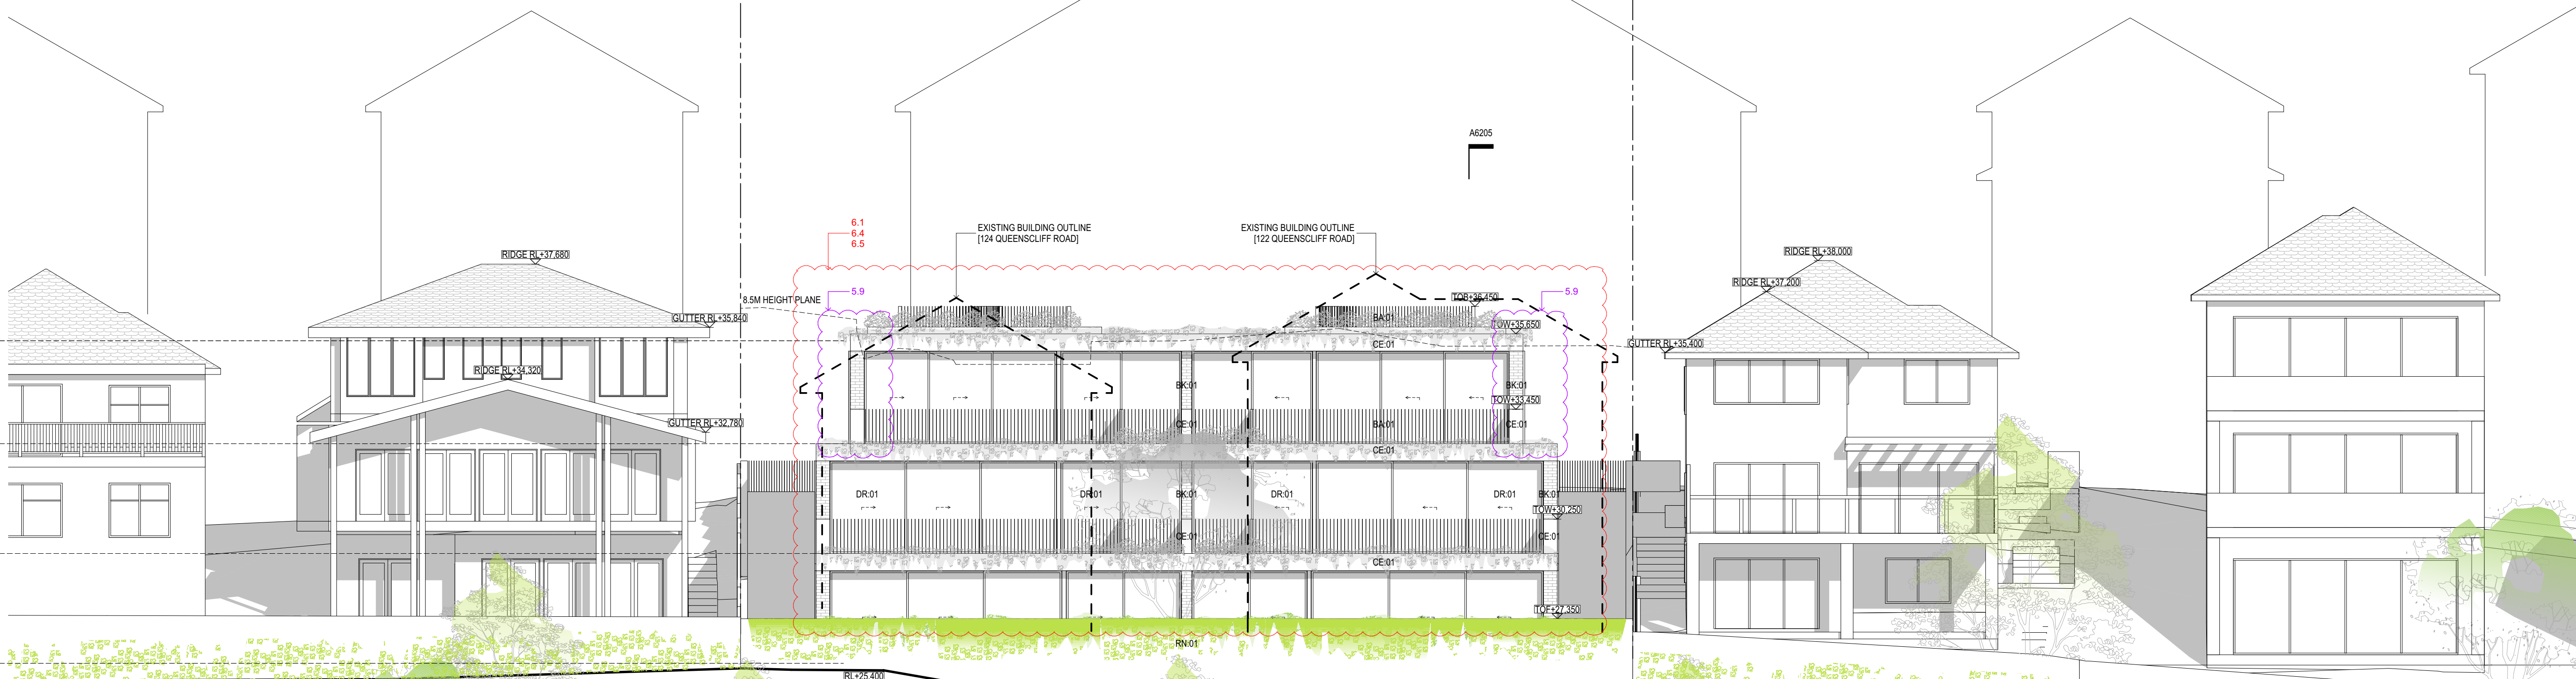 A6205
6.1
6.4
6.5
EXISTING BUILDING OUTLINE
[124 QUEENSCLIFF ROAD]
EXISTING BUILDING OUTLINE
[122 QUEENSCLIFF ROAD]
RIDGE RL+37,680
RIDGE RL+38,000
RIDGE RL+37,200
5.9
5.9
8.5M HEIGHT PLANE
TOB+36,450
GUTTER RL+35,840
BA:01
TOW+35,650
CE:01
GUTTER RL+35,400
RIDGE RL+34,320
BK:01
BK:01
TOW+33,450
GUTTER RL+32,780
CE:01
BA:01
CE:01
CE:01
DR:01
DR:01
BK:01
DR:01
DR:01
BK:01
TOW+30,250
CE:01
CE:01
CE:01
TOF+27,350
RN:01
RL+25,400